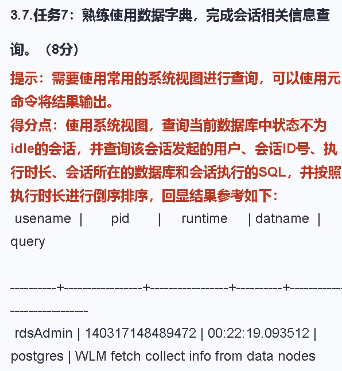 3.7.任务7：熟练使用数据字典，完成会话相关信息查
询。（8分）
提示：需要使用常用的系统视图进行查询，可以使用元
命令将结果输出。
得分点：使用系统视图，查询当前数据库中状态不为
idle的会话，并查询该会话发起的用户、会话ID号、执
行时长、会话所在的数据库和会话执行的SQL，并按照
执行时长进行倒序排序，回显结果参考如下：
usename | pid | runtime | datname |
query
----------+-----------------+-----------------+----------+-----------
-----------------
rdsAdmin | 140317148489472 | 00:22:19.093512 |
postgres | WLM fetch collect info from data nodes